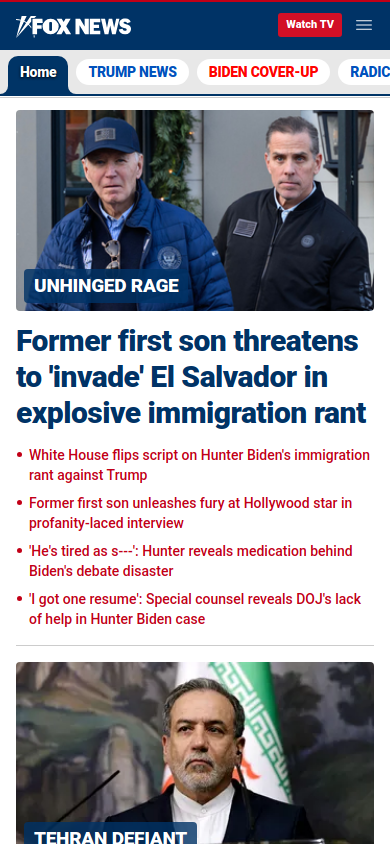 FOX NEWS
Watch TV
Home
TRUMP NEWS
BIDEN COVER-UP
RADIC
UNHINGED RAGE
Former first son threatens
to 'invade' El Salvador in
explosive immigration rant
• White House flips script on Hunter Biden's immigration
rant against Trump
• Former first son unleashes fury at Hollywood star in
profanity-laced interview
• 'He's tired as s---': Hunter reveals medication behind
Biden's debate disaster
• 'I got one resume': Special counsel reveals DOJ's lack
of help in Hunter Biden case
TEHRAN DEFIANT